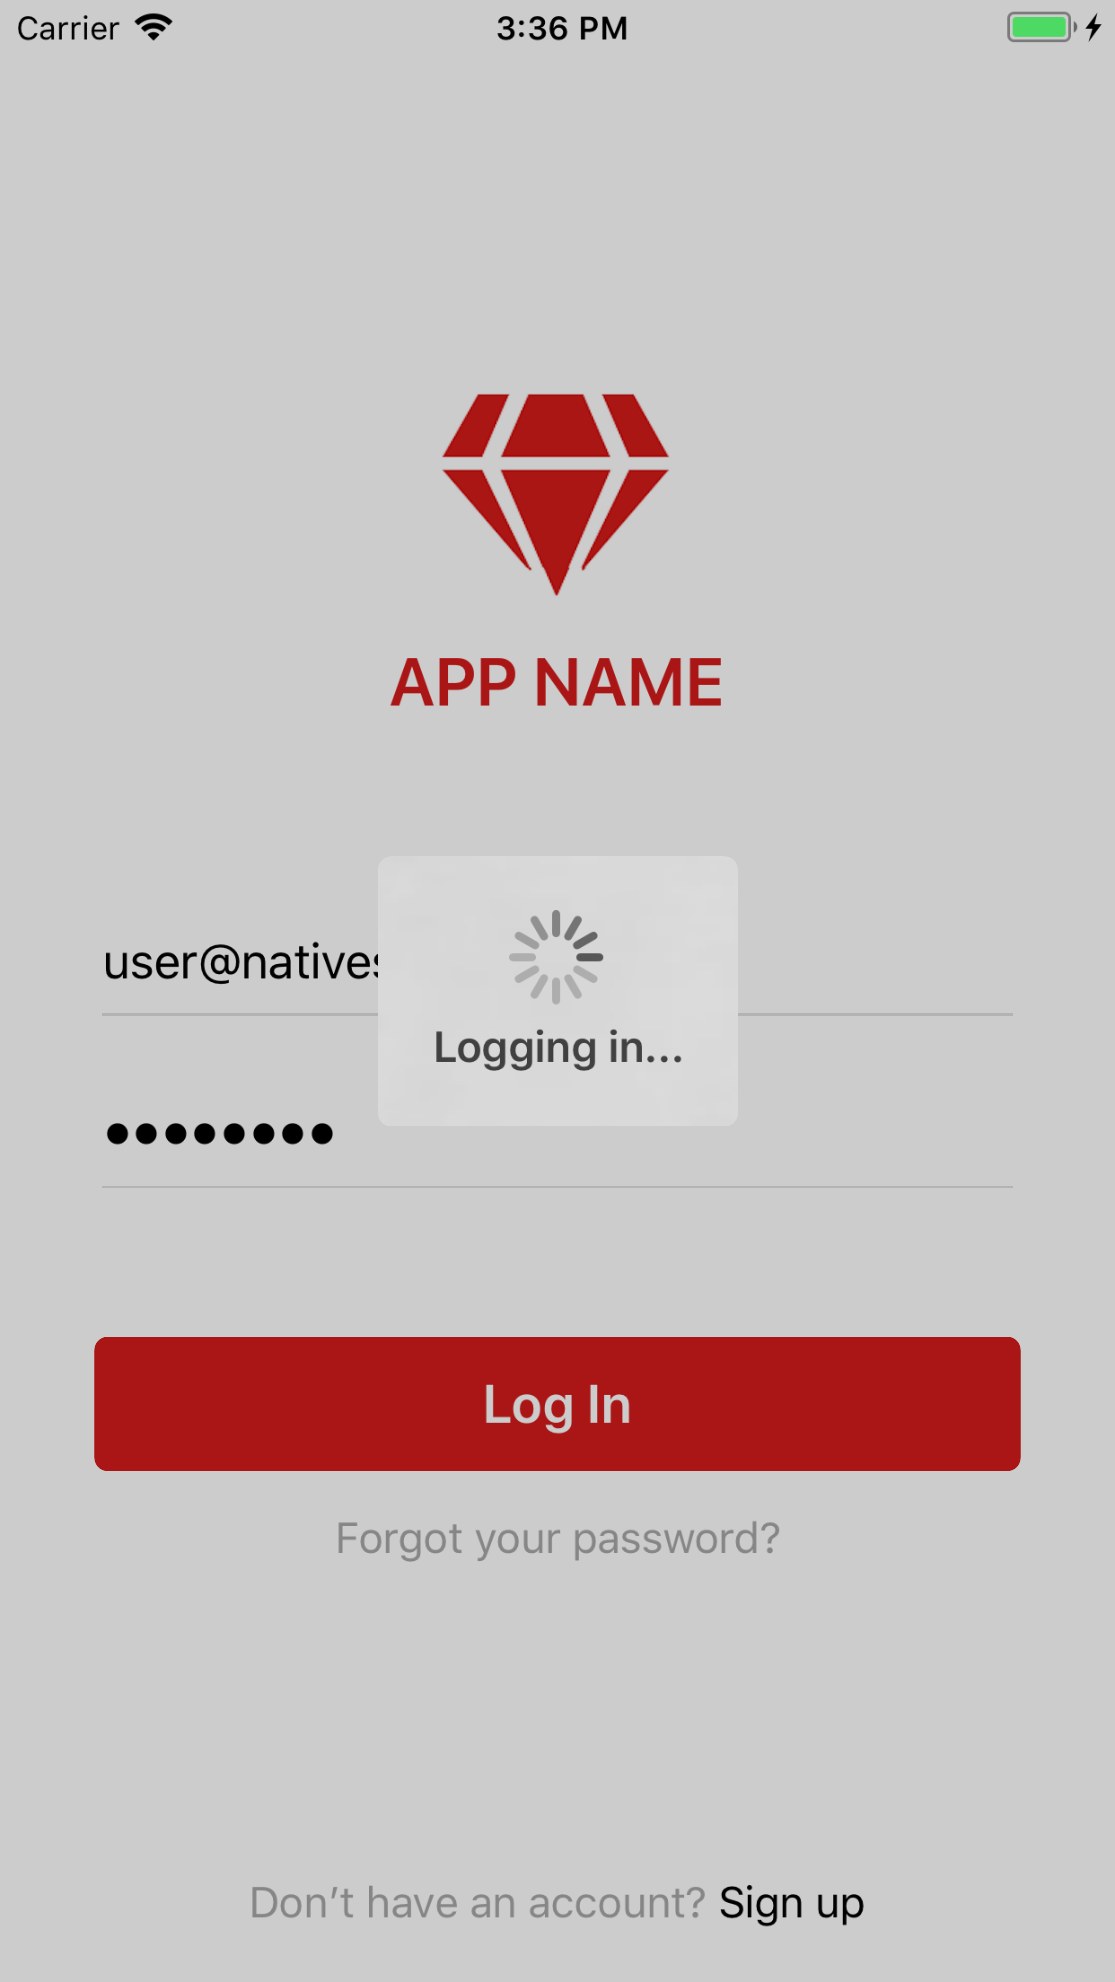 Carrier 3:36 PM
APP NAME
user@natives
Logging in...
••••••••
Log In
Forgot your password?
Don’t have an account? Sign up